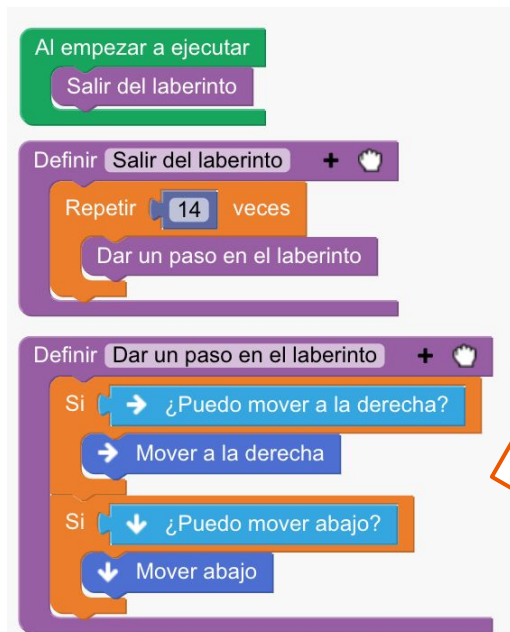 Al empezar a ejecutar
Salir del laberinto
Definir Salir del laberinto +
Repetir 14 veces
Dar un paso en el laberinto
Definir Dar un paso en el laberinto +
Si ¿Puedo mover a la derecha?
Mover a la derecha
Si ¿Puedo mover abajo?
Mover abajo